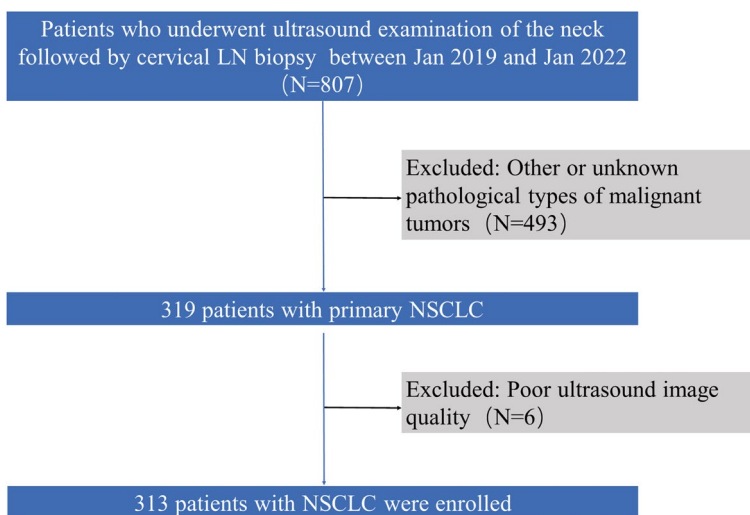 Patients who underwent ultrasound examination of the neck
followed by cervical LN biopsy between Jan 2019 and Jan 2022
(N=807)
Excluded: Other or unknown
pathological types of malignant
tumors (N=493)
319 patients with primary NSCLC
Excluded: Poor ultrasound image
quality (N=6)
313 patients with NSCLC were enrolled